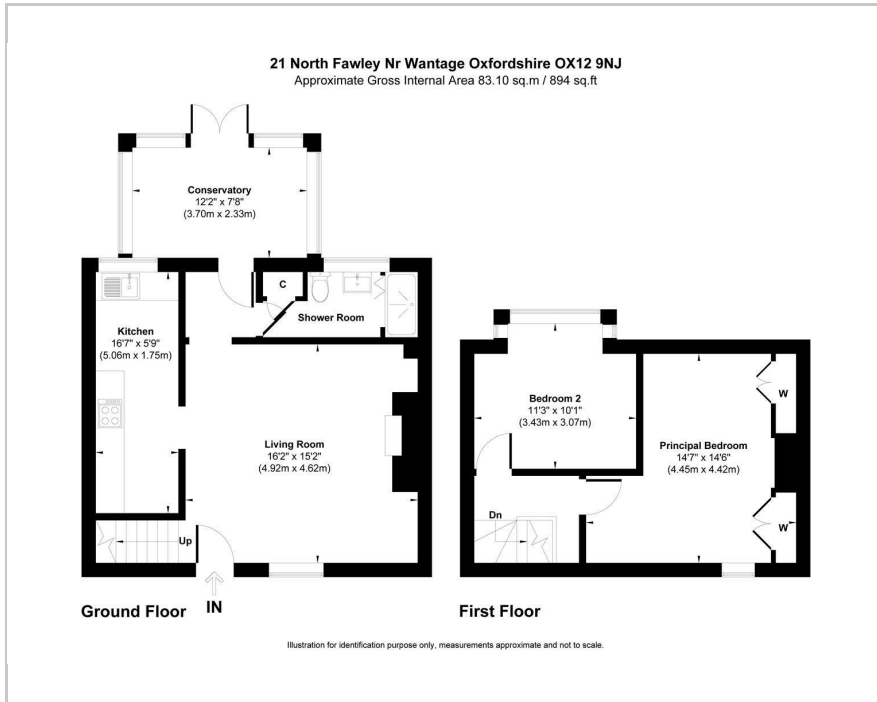 21 North Fawley Nr Wantage Oxfordshire OX12 9NJ
Approximate Gross Internal Area 83.10 sq.m / 894 sq.ft
Conservatory
12'2" x 7'8"
(3.70m x 2.33m)
C
Shower Room
Kitchen
16'7" x 5'9"
(5.06m x 1.75m)
Living Room
16'2" x 15'2"
(4.92m x 4.62m)
Up
Ground Floor
IN
Bedroom 2
11'3" x 10'1"
(3.43m x 3.07m)
W
Principal Bedroom
14'7" x 14'6"
(4.45m x 4.42m)
Dn
W
First Floor
Illustration for identification purpose only, measurements approximate and not to scale.